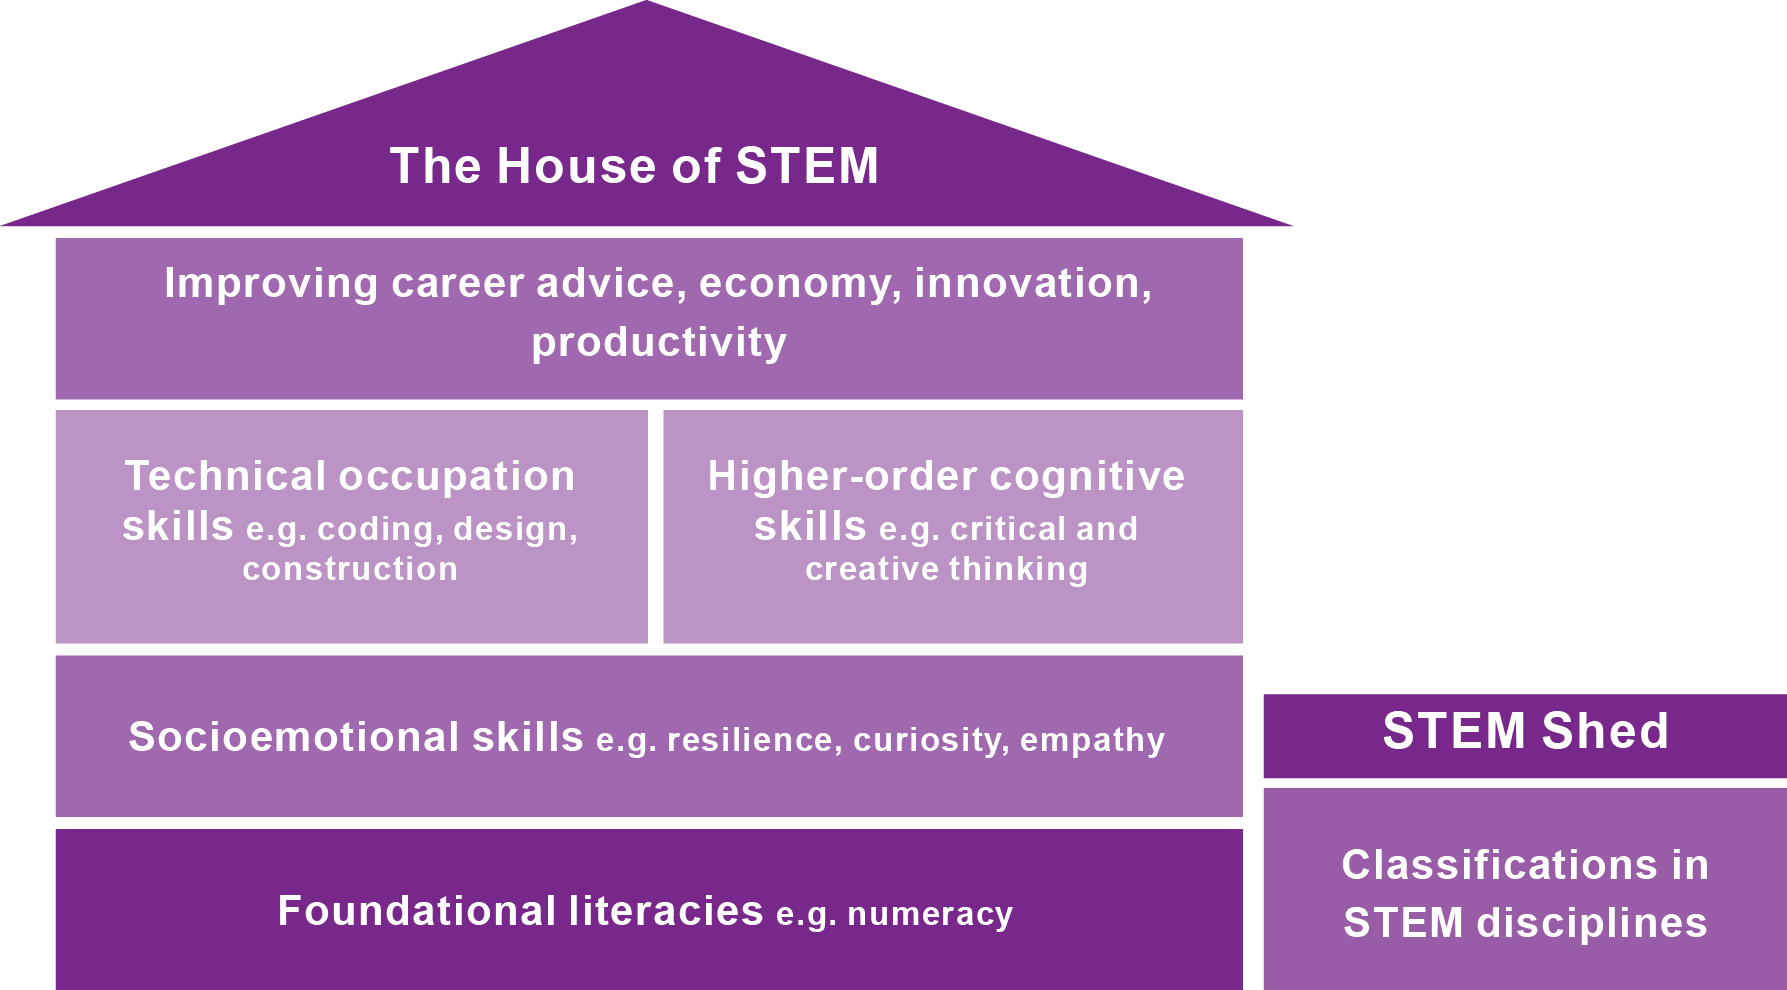 The House of STEM
Improving career advice, economy, innovation,
productivity
Technical occupation
skills e.g. coding, design,
construction
Higher-order cognitive
skills e.g. critical and
creative thinking
Socioemotional skills e.g. resilience, curiosity, empathy
Foundational literacies e.g. numeracy
STEM Shed
Classifications in
STEM disciplines